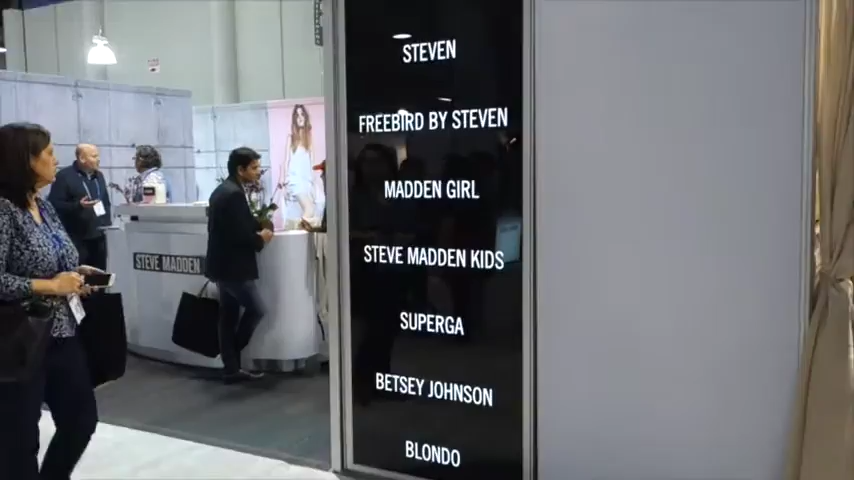 STEVEN
FREEBIRD BY STEVEN
MADDEN GIRL
STEVE MADDEN KIDS
SUPERGA
BETSEY JOHNSON
BLONDO
STEVE MADDEN